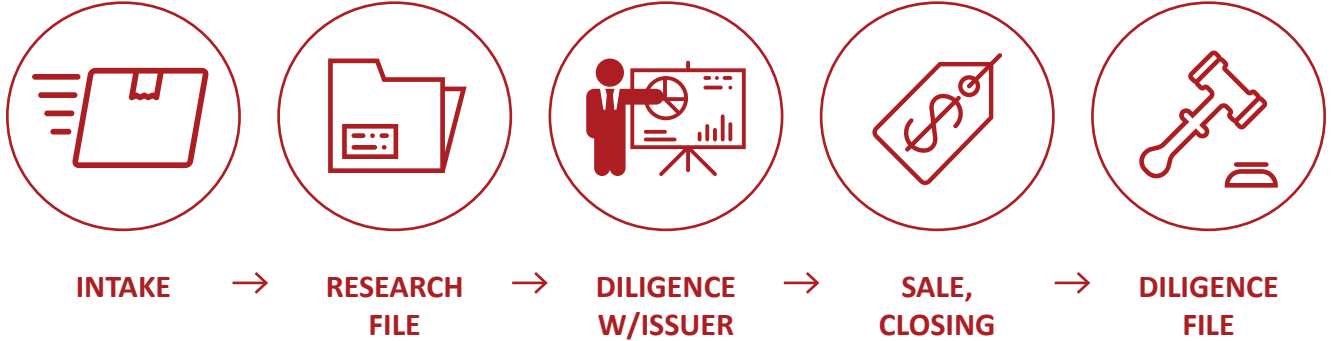 INTAKE → RESEARCH → DILIGENCE → SALE, → DILIGENCE
FILE W/ISSUER CLOSING FILE